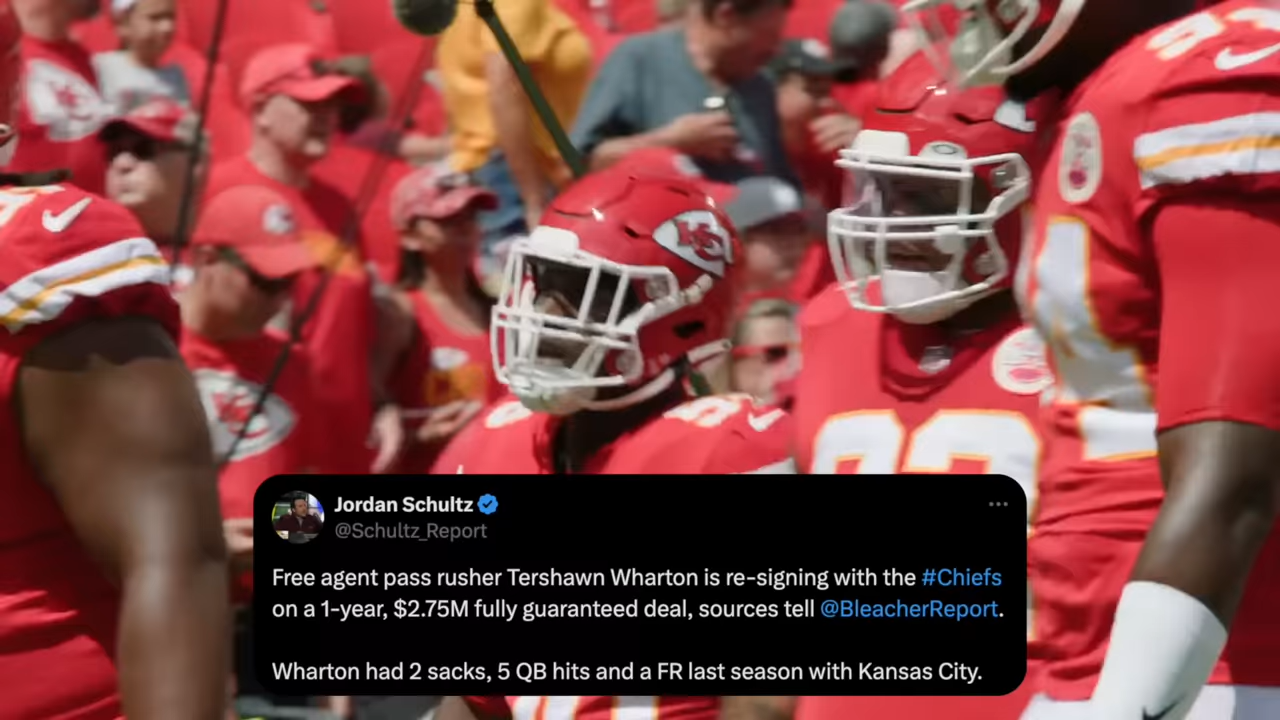 Jordan Schultz
@Schultz_Report
Free agent pass rusher Tershawn Wharton is re-signing with the #Chiefs
on a 1-year, $2.75M fully guaranteed deal, sources tell @BleacherReport.
Wharton had 2 sacks, 5 QB hits and a FR last season with Kansas City.
KC